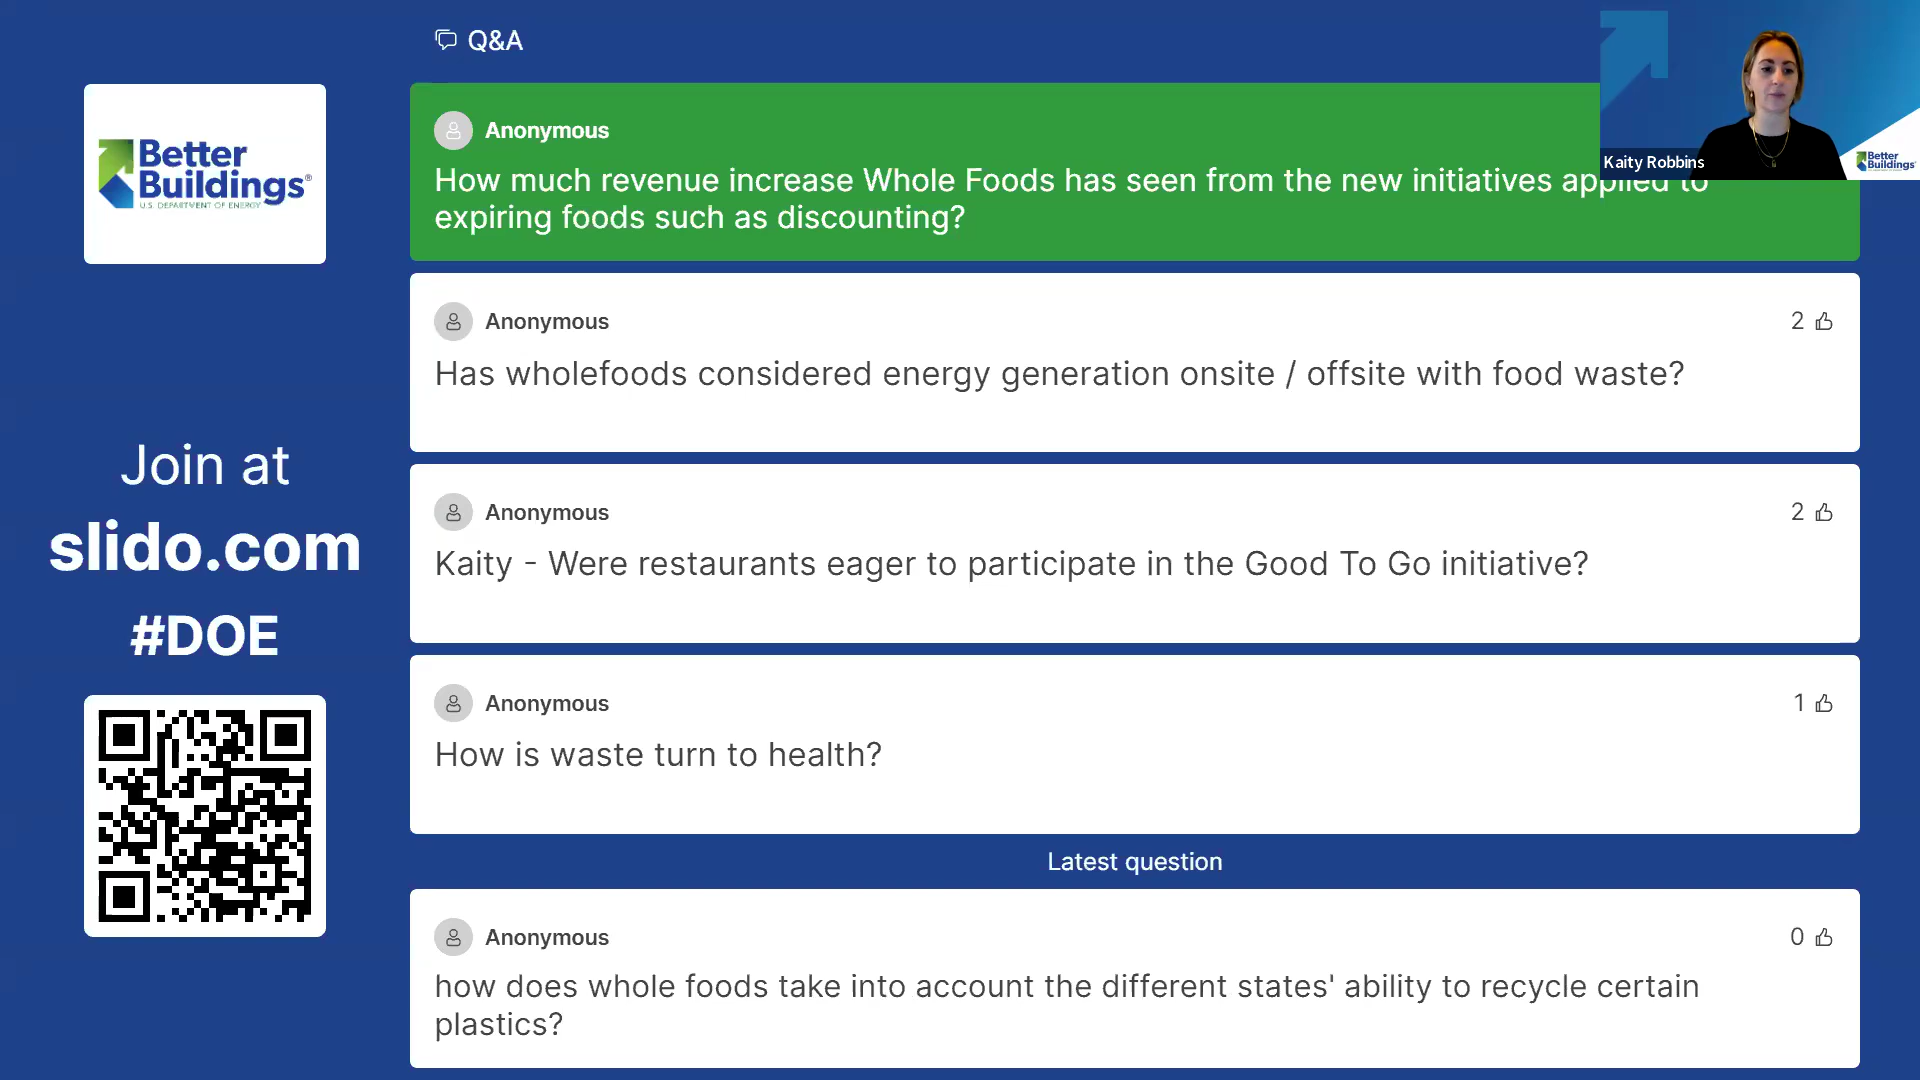 Q&A
Better
Buildings®
U.S. DEPARTMENT OF ENERGY
Join at
slido.com
#DOE
Anonymous
How much revenue increase Whole Foods has seen from the new initiatives applied to
expiring foods such as discounting?
Anonymous
2
Has wholefoods considered energy generation onsite / offsite with food waste?
Anonymous
2
Kaity - Were restaurants eager to participate in the Good To Go initiative?
Anonymous
1
How is waste turn to health?
Latest question
Anonymous
0
how does whole foods take into account the different states' ability to recycle certain
plastics?
Kaity Robbins
Better
Buildings